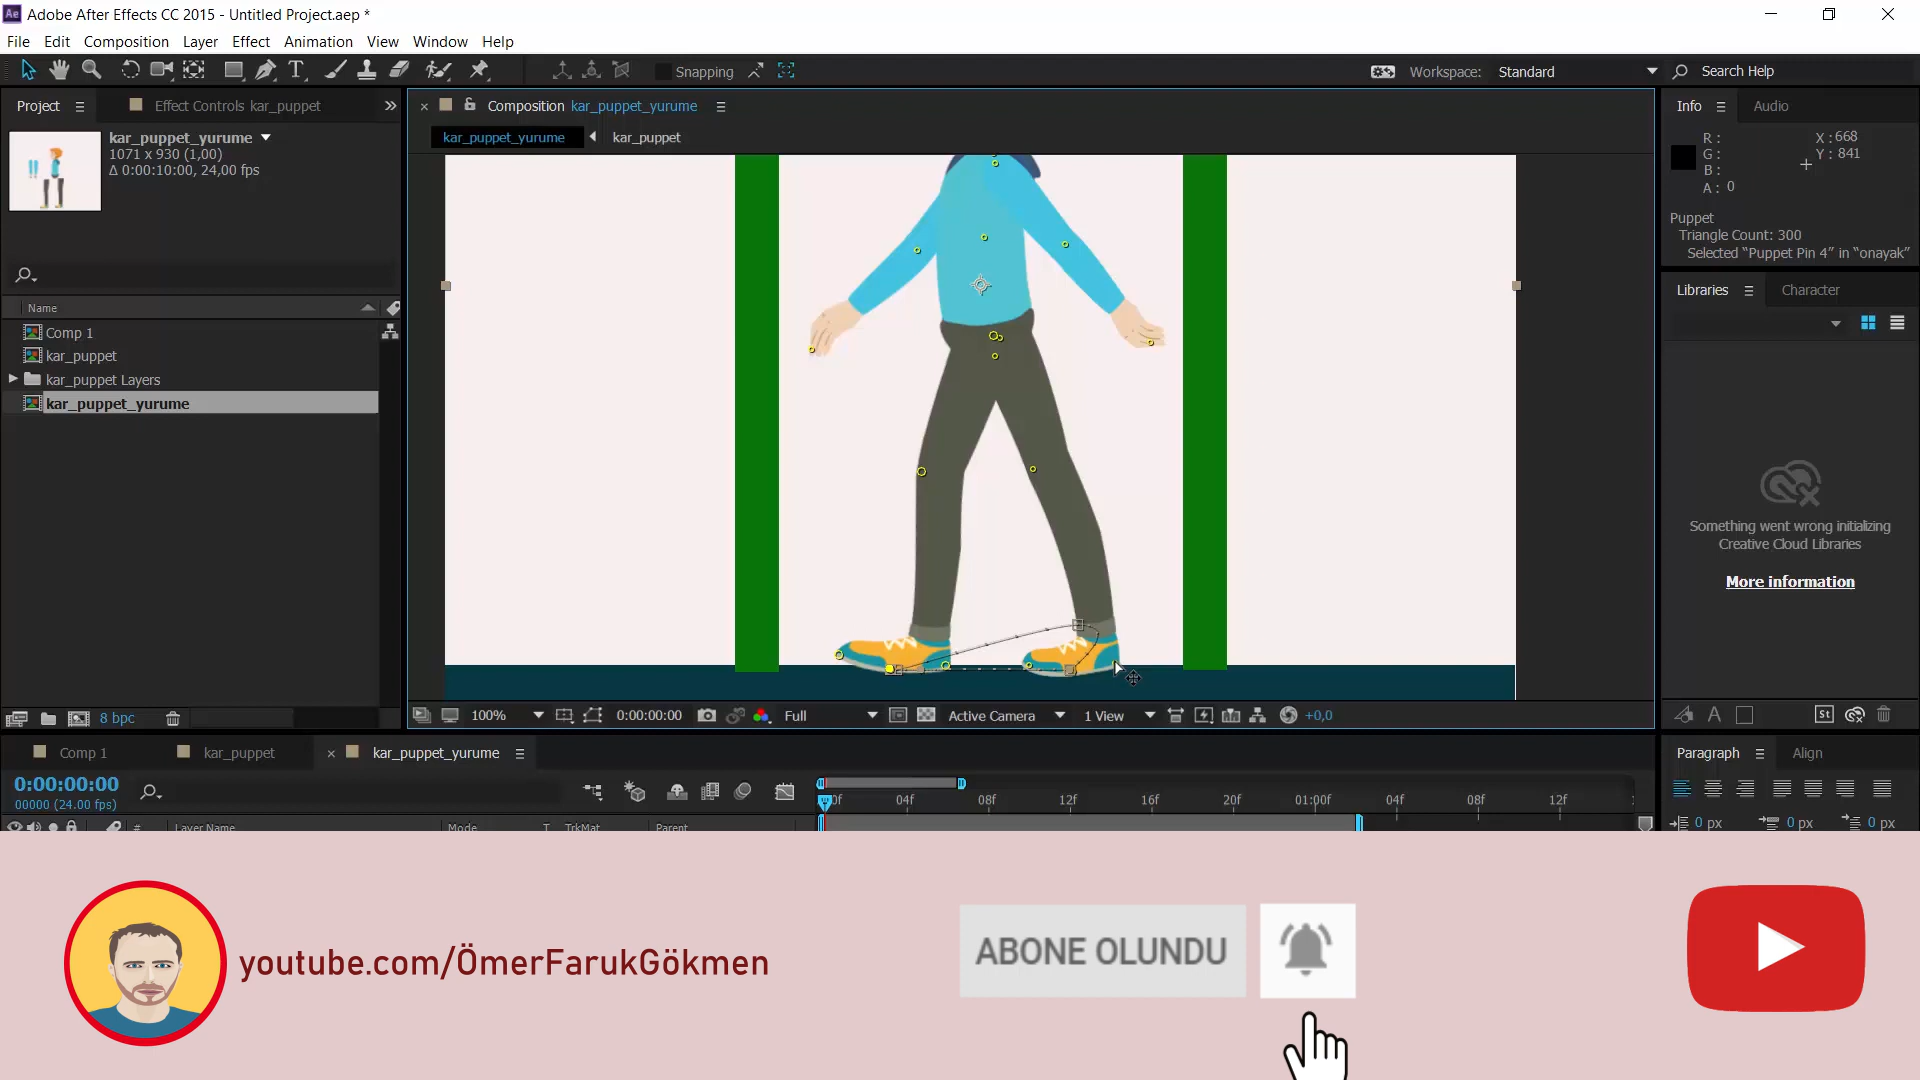 Adobe After Effects CC 2015 - Untitled Project.aep *
File Edit Composition Layer Effect Animation View Window Help
Snapping
Workspace: Standard
Search Help
Project
Effect Controls kar_puppet
kar_puppet_yurume
1071 x 930 (1,00)
Δ 0:00:10:00, 24,00 fps
Name
Comp 1
kar_puppet
kar_puppet Layers
kar_puppet_yurume
8 bpc
Composition kar_puppet_yurume
kar_puppet_yurume kar_puppet
100%
0:00:00:00
Full
Active Camera
1 View
+0,0
Info Audio
R :
G :
B :
A : 0
X : 668
Y : 841
Puppet
Triangle Count: 300
Selected “Puppet Pin 4” in “onayak”
Libraries Character
Something went wrong initializing
Creative Cloud Libraries
More information
St
Comp 1 kar_puppet kar_puppet_yurume
0:00:00:00
00000 (24.00 fps)
04f 08f 12f 16f 20f 01:00f 04f 08f 12f
# Layer Name Mode T TrkMat Parent
Paragraph Align
0 px 0 px 0 px
youtube.com/ÖmerFarukGökmen
ABONE OLUNDU